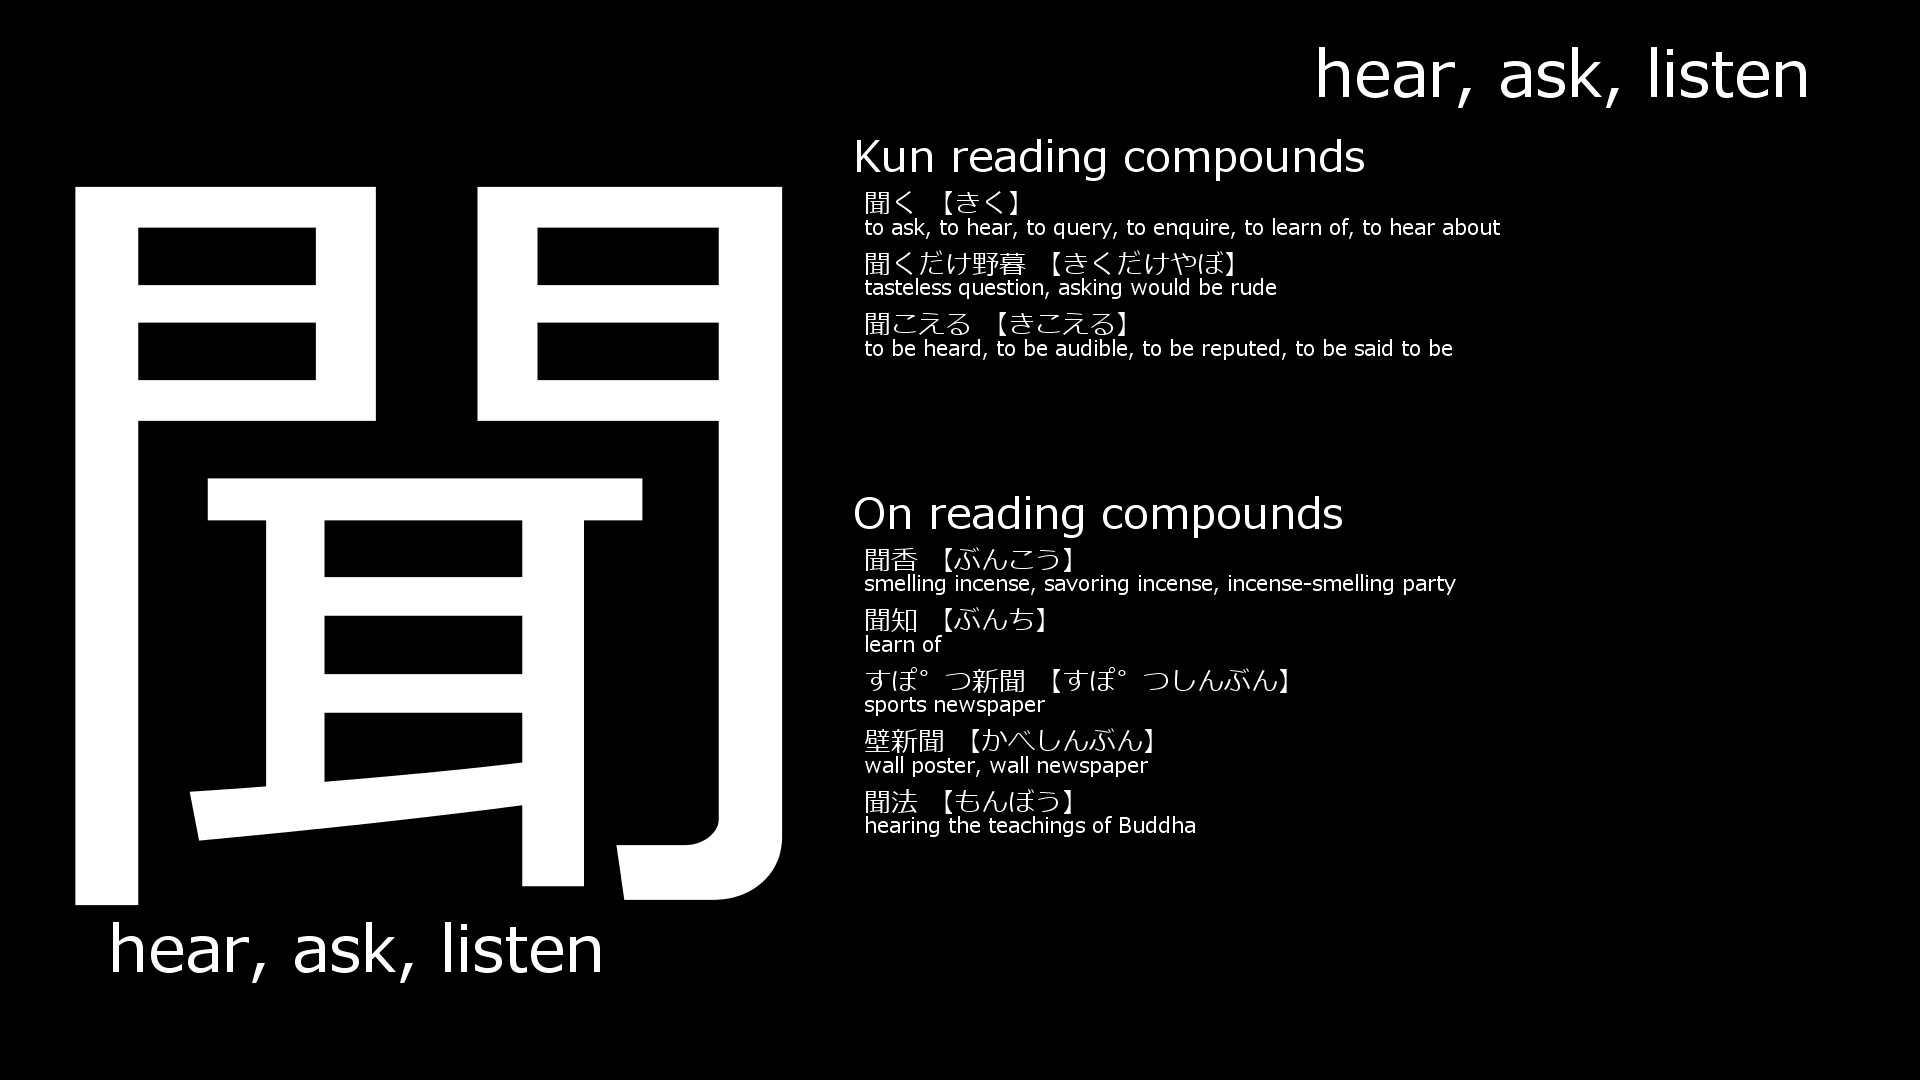 hear, ask, listen
聞
hear, ask, listen
Kun reading compounds
聞く 【きく】
to ask, to hear, to query, to enquire, to learn of, to hear about
聞くだけ野暮 【きくだけやぼ】
tasteless question, asking would be rude
聞こえる 【きこえる】
to be heard, to be audible, to be reputed, to be said to be
On reading compounds
聞香 【ぶんこう】
smelling incense, savoring incense, incense-smelling party
聞知 【ぶんち】
learn of
すぽ゜つ新聞 【すぽ゜つしんぶん】
sports newspaper
壁新聞 【かべしんぶん】
wall poster, wall newspaper
聞法 【もんぼう】
hearing the teachings of Buddha